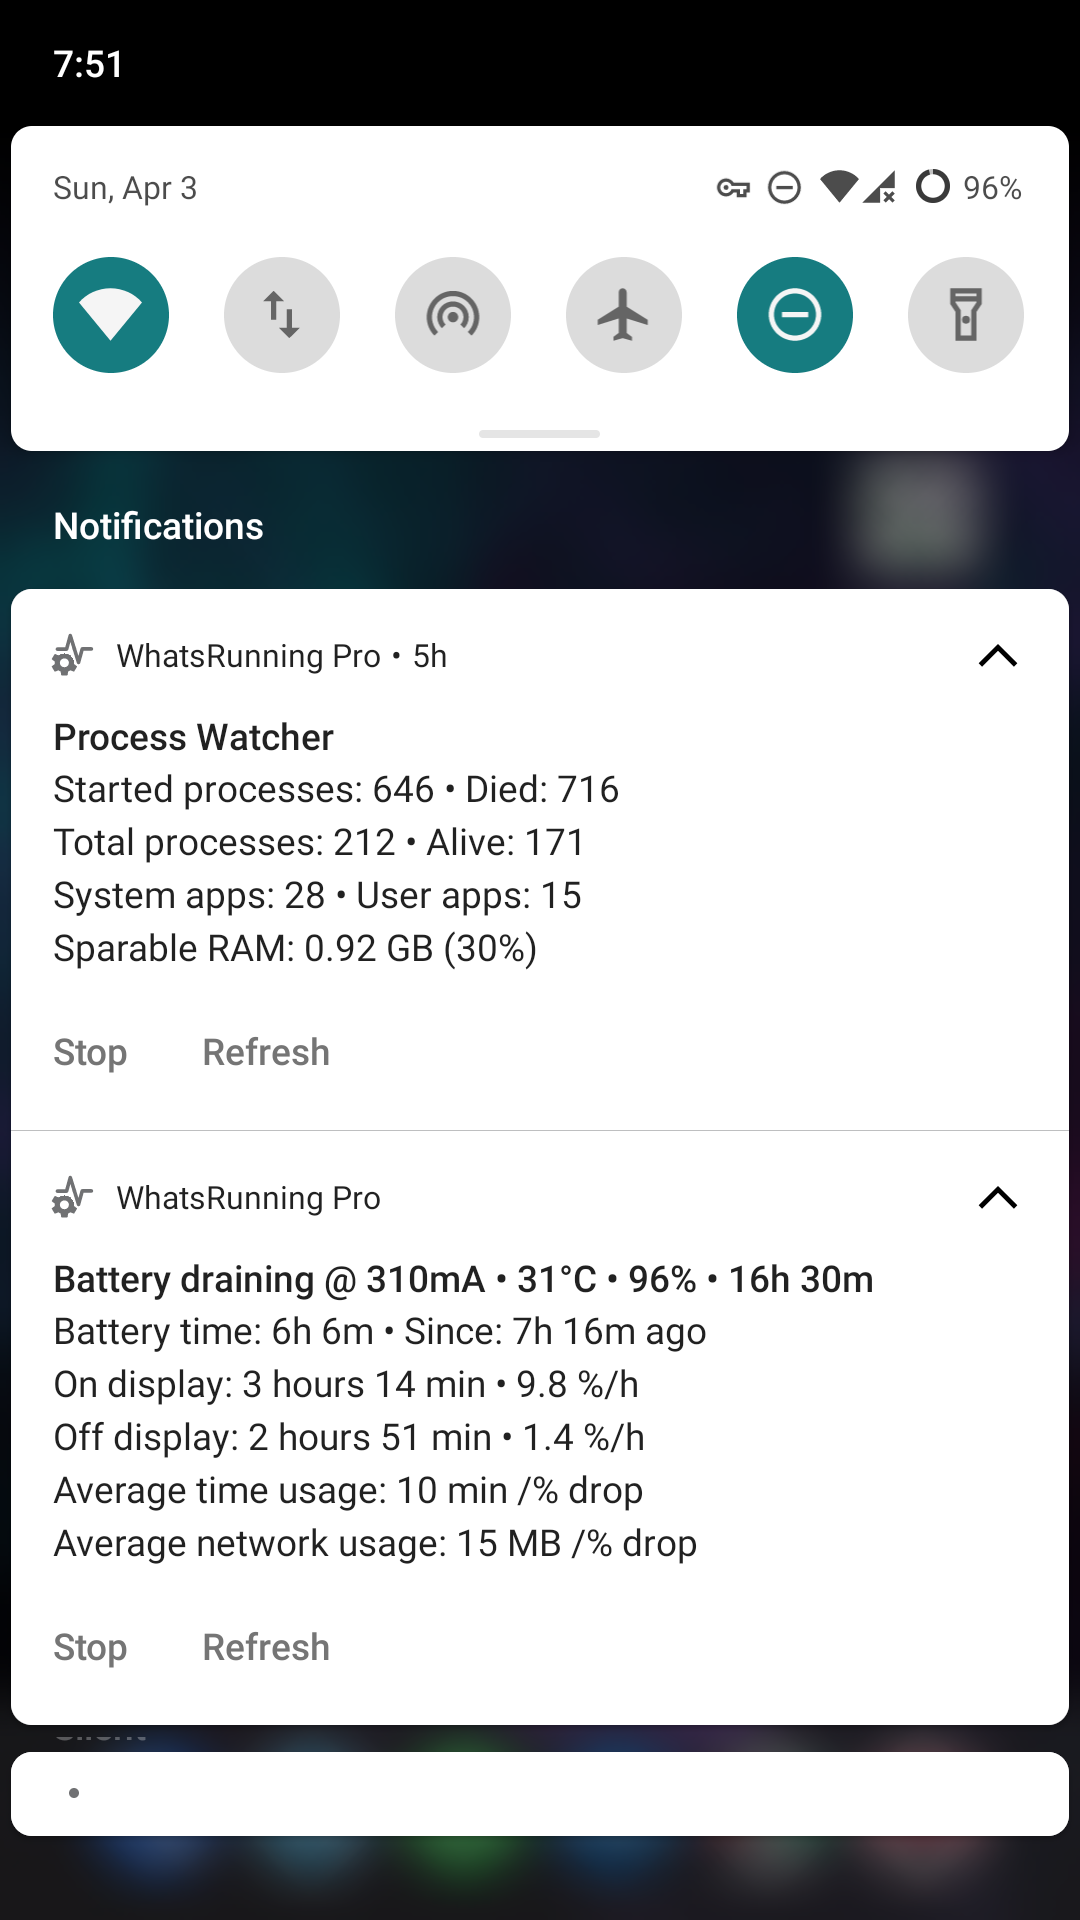 7:51
Sun, Apr 3 96%
Notifications
WhatsRunning Pro • 5h
Process Watcher
Started processes: 646 • Died: 716
Total processes: 212 • Alive: 171
System apps: 28 • User apps: 15
Sparable RAM: 0.92 GB (30%)
Stop Refresh
WhatsRunning Pro
Battery draining @ 310mA • 31°C • 96% • 16h 30m
Battery time: 6h 6m • Since: 7h 16m ago
On display: 3 hours 14 min • 9.8 %/h
Off display: 2 hours 51 min • 1.4 %/h
Average time usage: 10 min /% drop
Average network usage: 15 MB /% drop
Stop Refresh